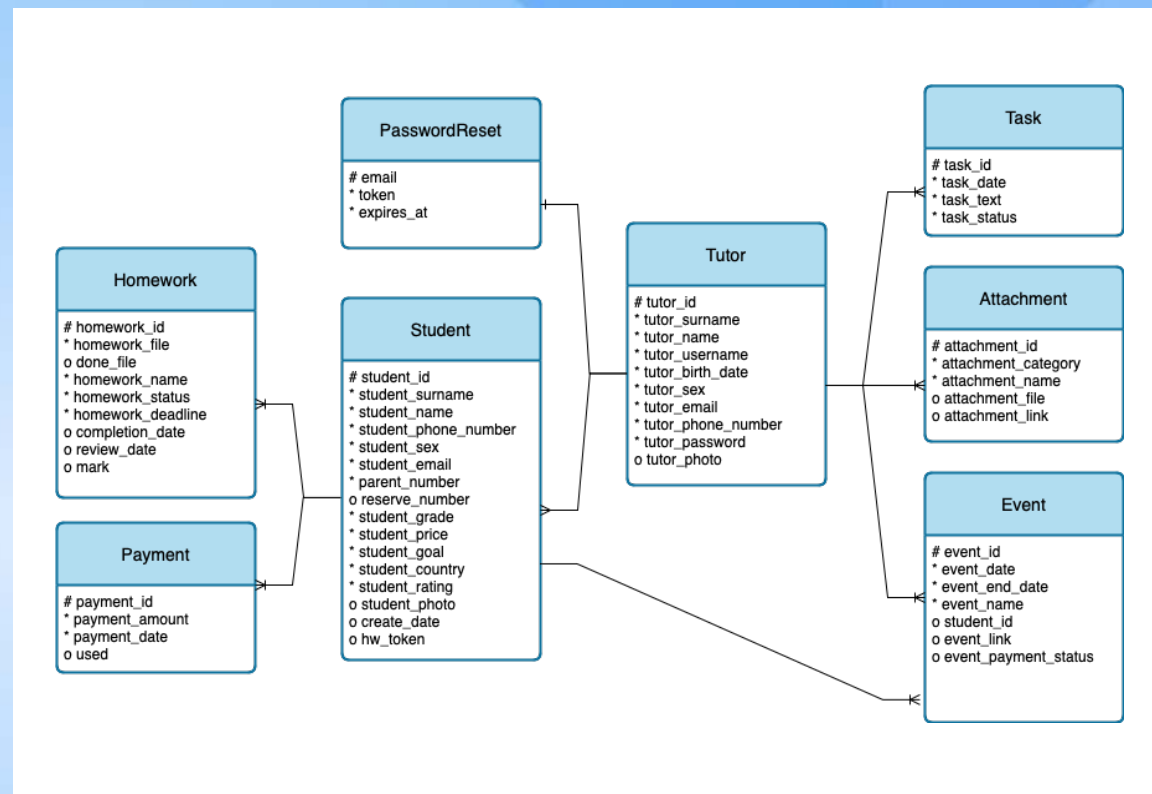 PasswordReset
# email
* token
* expires_at
Task
# task_id
* task_date
* task_text
* task_status
Tutor
# tutor_id
* tutor_surname
* tutor_name
* tutor_username
* tutor_birth_date
* tutor_sex
* tutor_email
* tutor_phone_number
* tutor_password
o tutor_photo
Homework
# homework_id
* homework_file
o done_file
* homework_name
* homework_status
* homework_deadline
o completion_date
o review_date
o mark
Student
# student_id
* student_surname
* student_name
* student_phone_number
* student_sex
* student_email
* parent_number
o reserve_number
* student_grade
* student_price
* student_goal
* student_country
* student_rating
o student_photo
o create_date
o hw_token
Attachment
# attachment_id
* attachment_category
* attachment_name
o attachment_file
o attachment_link
Payment
# payment_id
* payment_amount
* payment_date
o used
Event
# event_id
* event_date
* event_end_date
* event_name
o student_id
o event_link
o event_payment_status